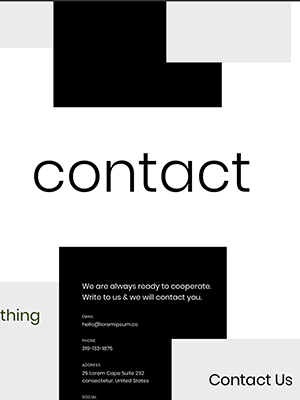 contact
We are always ready to cooperate.
Write to us & we will contact you.
EMAIL
hello@loremipsum.co
thing
PHONE
319-133-1875
ADDRESS
25 Lorem Cape Suite 232
consectetur, United States
Contact Us
SOCIAL